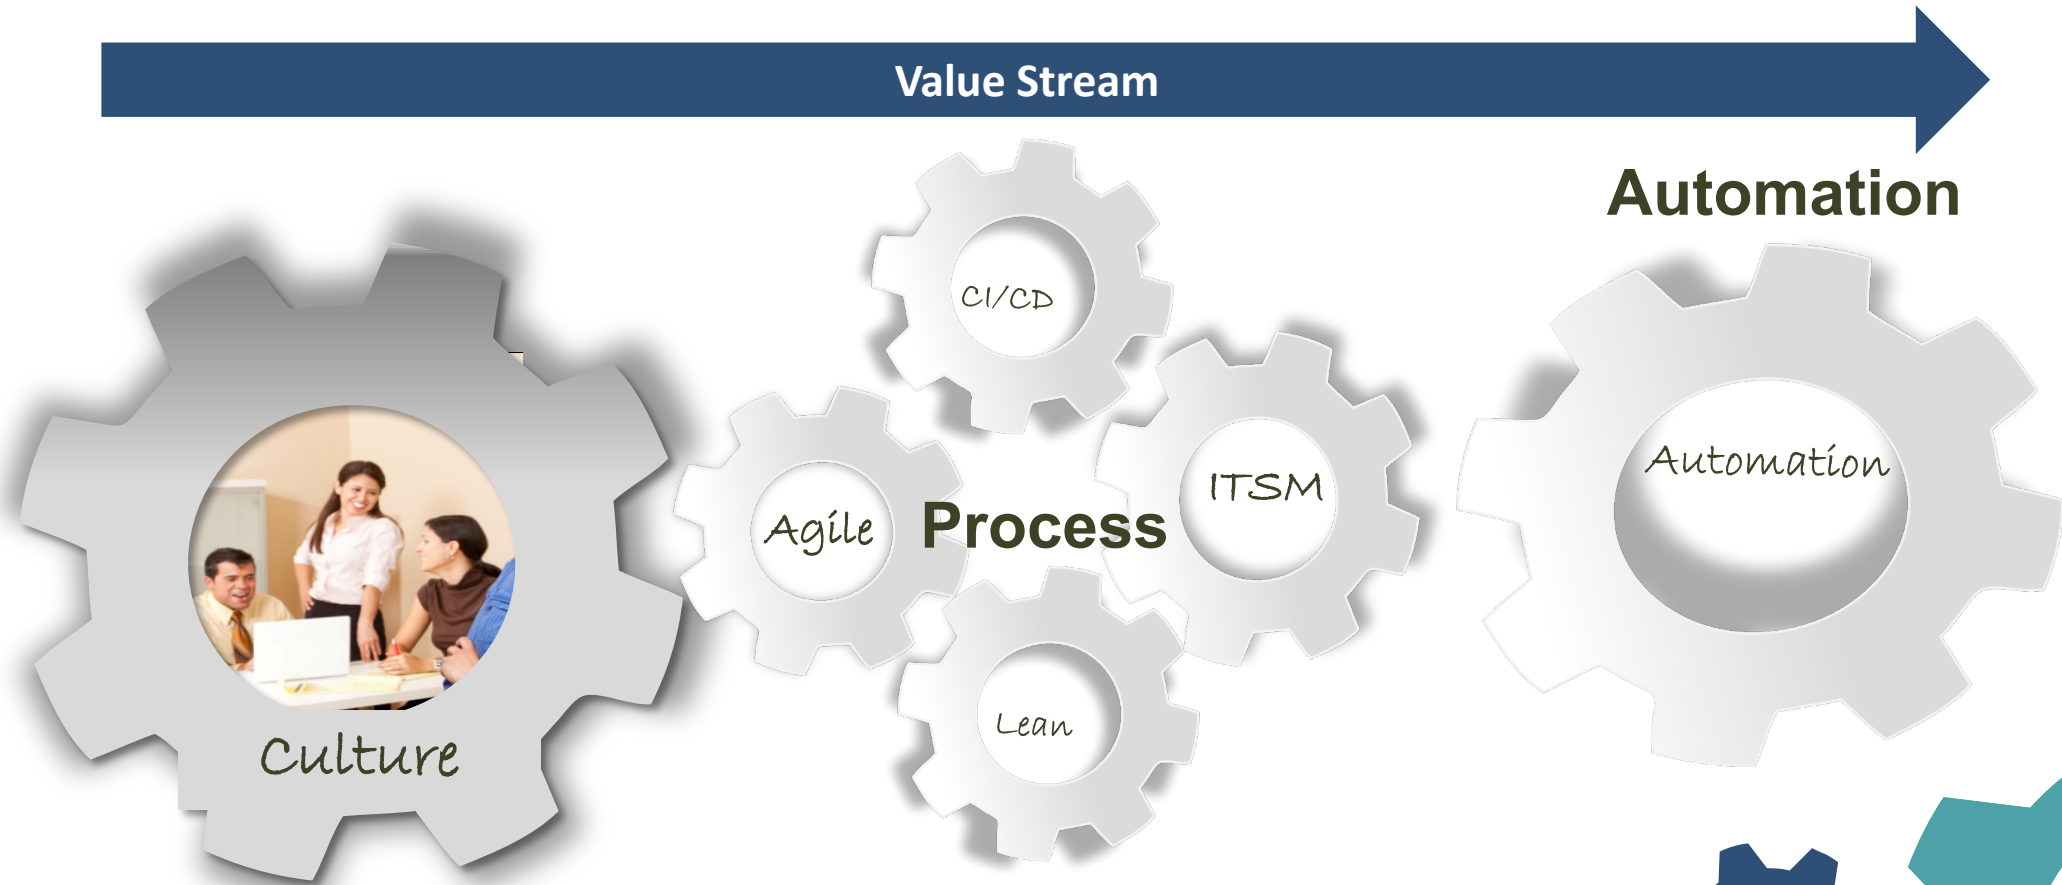 Value Stream
Automation
CI/CD
Automation
ITSM
Agile
Process
Lean
Culture